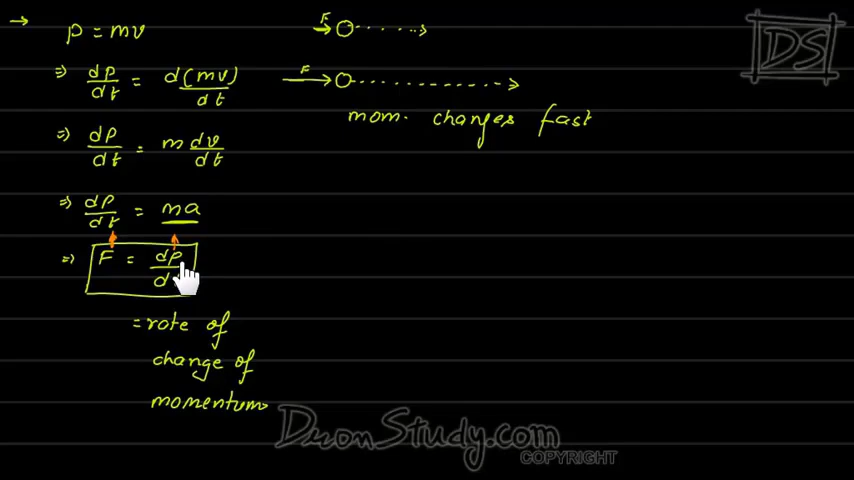 → p = mv
⇒ dp/dt = d(mv)/dt
⇒ dp/dt = m dv/dt
⇒ dp/dt = ma
⇒ F = dp/d
= rate of
change of
momentum
F
F
mom. changes fast
DS
DronStudy.com
COPYRIGHT